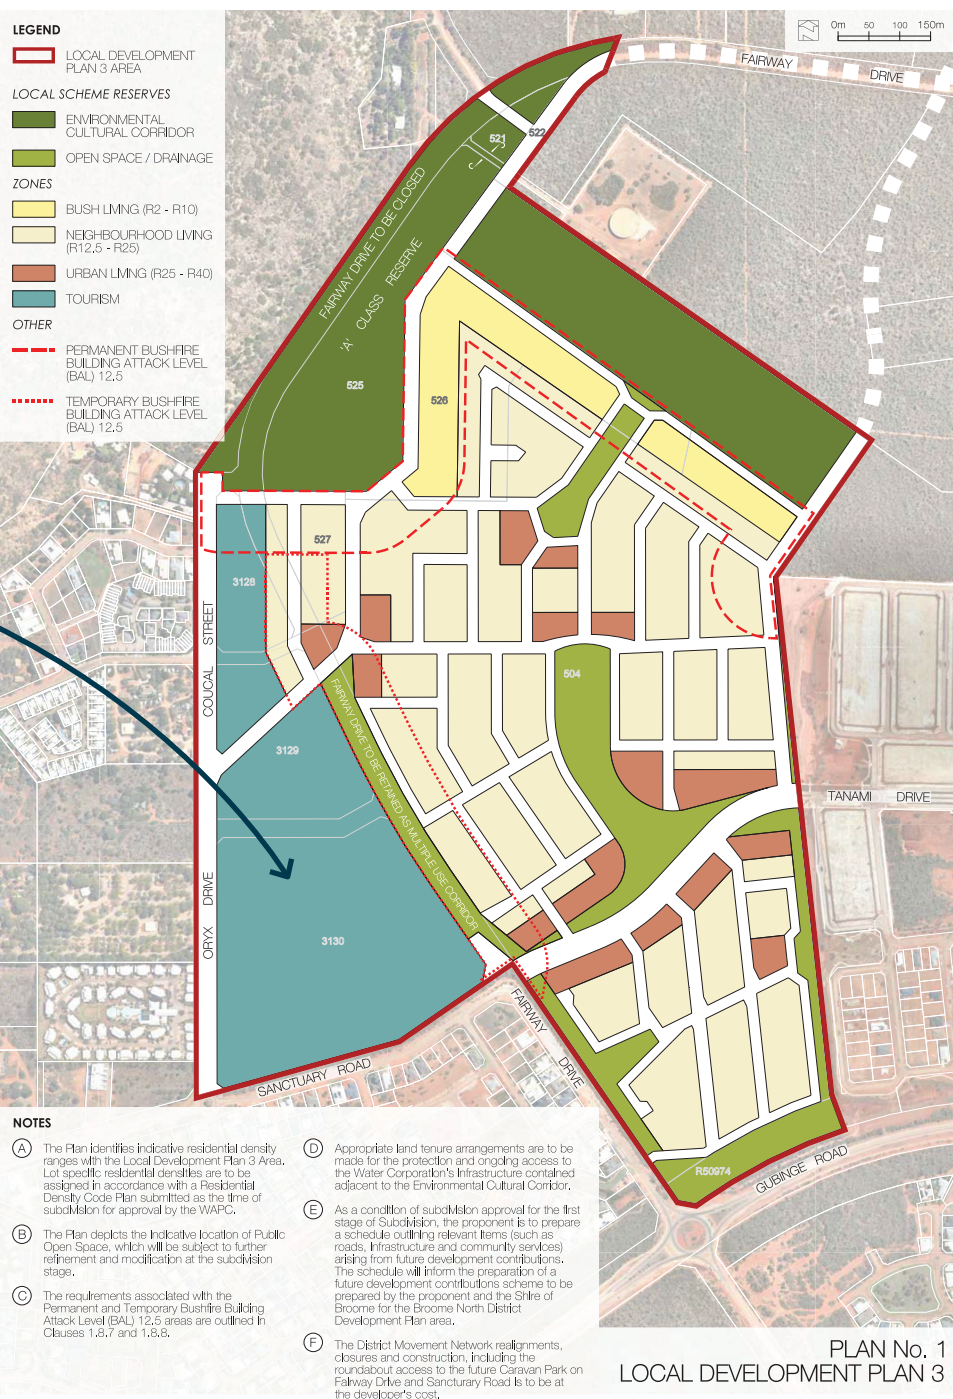 LEGEND
LOCAL DEVELOPMENT
PLAN 3 AREA
LOCAL SCHEME RESERVES
ENVIRONMENTAL
CULTURAL CORRIDOR
OPEN SPACE / DRAINAGE
ZONES
BUSH LIVING (R2 - R10)
NEIGHBOURHOOD LIVING
(R12.5 - R25)
URBAN LIVING (R25 - R40)
TOURISM
OTHER
PERMANENT BUSHFIRE
BUILDING ATTACK LEVEL
(BAL) 12.5
TEMPORARY BUSHFIRE
BUILDING ATTACK LEVEL
(BAL) 12.5
0m 50 100 150m
FAIRWAY DRIVE
521
522
FAIRWAY DRIVE TO BE CLOSED
'A' CLASS RESERVE
525
526
527
3128
COUCAL STREET
504
3129
FAIRWAY DRIVE TO BE RETAINED AS MULTIPLE USE CORRIDOR
TANAMI DRIVE
ORYX DRIVE
3130
FAIRWAY DRIVE
SANCTUARY ROAD
R50974
GUBINGE ROAD
NOTES
A The Plan identifies indicative residential density
ranges with the Local Development Plan 3 Area.
Lot specific residential densities are to be
assigned in accordance with a Residential
Density Code Plan submitted as the time of
subdivision for approval by the WAPC.
B The Plan depicts the indicative location of Public
Open Space, which will be subject to further
refinement and modification at the subdivision
stage.
C The requirements associated with the
Permanent and Temporary Bushfire Building
Attack Level (BAL) 12.5 areas are outlined in
Clauses 1.8.7 and 1.8.8.
D Appropriate land tenure arrangements are to be
made for the protection and ongoing access to
the Water Corporation's Infrastructure contained
adjacent to the Environmental Cultural Corridor.
E As a condition of subdivision approval for the first
stage of Subdivision, the proponent is to prepare
a schedule outlining relevant items (such as
roads, infrastructure and community services)
arising from future development contributions.
The schedule will inform the preparation of a
future development contributions scheme to be
prepared by the proponent and the Shire of
Broome for the Broome North District
Development Plan area.
F The District Movement Network realignments,
closures and construction, including the
roundabout access to the future Caravan Park on
Fairway Drive and Sancturary Road is to be at
the developer's cost.
PLAN No. 1
LOCAL DEVELOPMENT PLAN 3